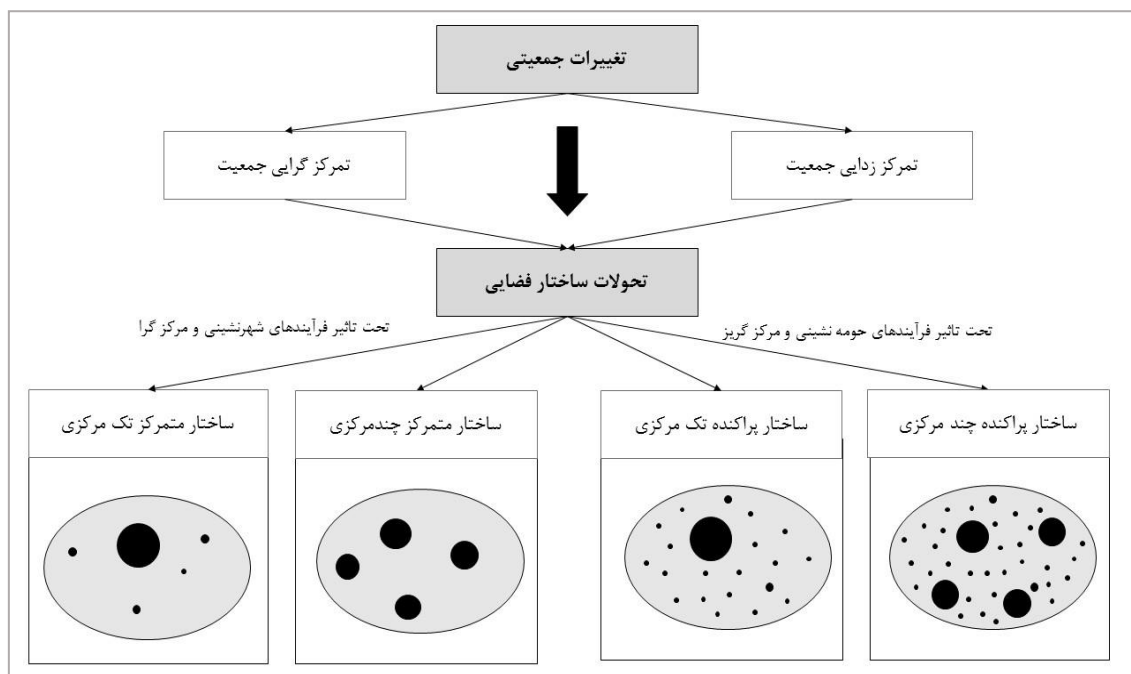 تغییرات جمعیتی
تمرکز زدایی جمعیت
تمرکز گرایی جمعیت
تحولات ساختار فضایی
تحت تاثیر فرآیندهای حومه نشینی و مرکز گریز
تحت تاثیر فرآیندهای شهرنشینی و مرکز گرا
ساختار پراکنده چند مرکزی
ساختار پراکنده تک مرکزی
ساختار متمرکز چندمرکزی
ساختار متمرکز تک مرکزی